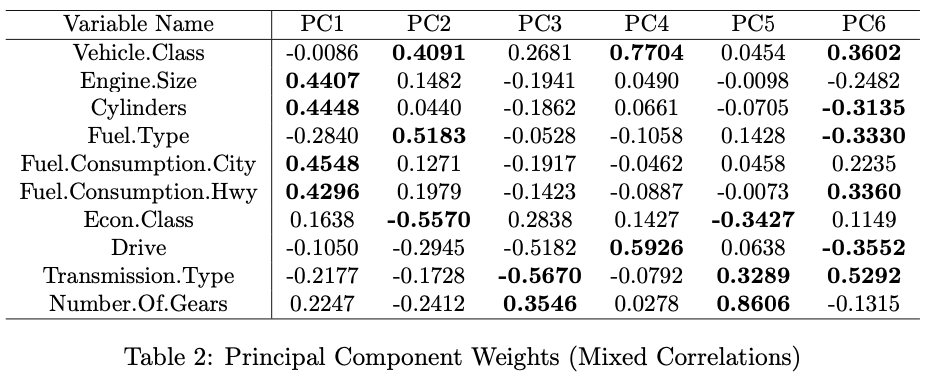 Variable Name PC1 PC2 PC3 PC4 PC5 PC6
Vehicle.Class -0.0086 0.4091 0.2681 0.7704 0.0454 0.3602
Engine.Size 0.4407 0.1482 -0.1941 0.0490 -0.0098 -0.2482
Cylinders 0.4448 0.0440 -0.1862 0.0661 -0.0705 -0.3135
Fuel.Type -0.2840 0.5183 -0.0528 -0.1058 0.1428 -0.3330
Fuel.Consumption.City 0.4548 0.1271 -0.1917 -0.0462 0.0458 0.2235
Fuel.Consumption.Hwy 0.4296 0.1979 -0.1423 -0.0887 -0.0073 0.3360
Econ.Class 0.1638 -0.5570 0.2838 0.1427 -0.3427 0.1149
Drive -0.1050 -0.2945 -0.5182 0.5926 0.0638 -0.3552
Transmission.Type -0.2177 -0.1728 -0.5670 -0.0792 0.3289 0.5292
Number.Of.Gears 0.2247 -0.2412 0.3546 0.0278 0.8606 -0.1315
Table 2: Principal Component Weights (Mixed Correlations)